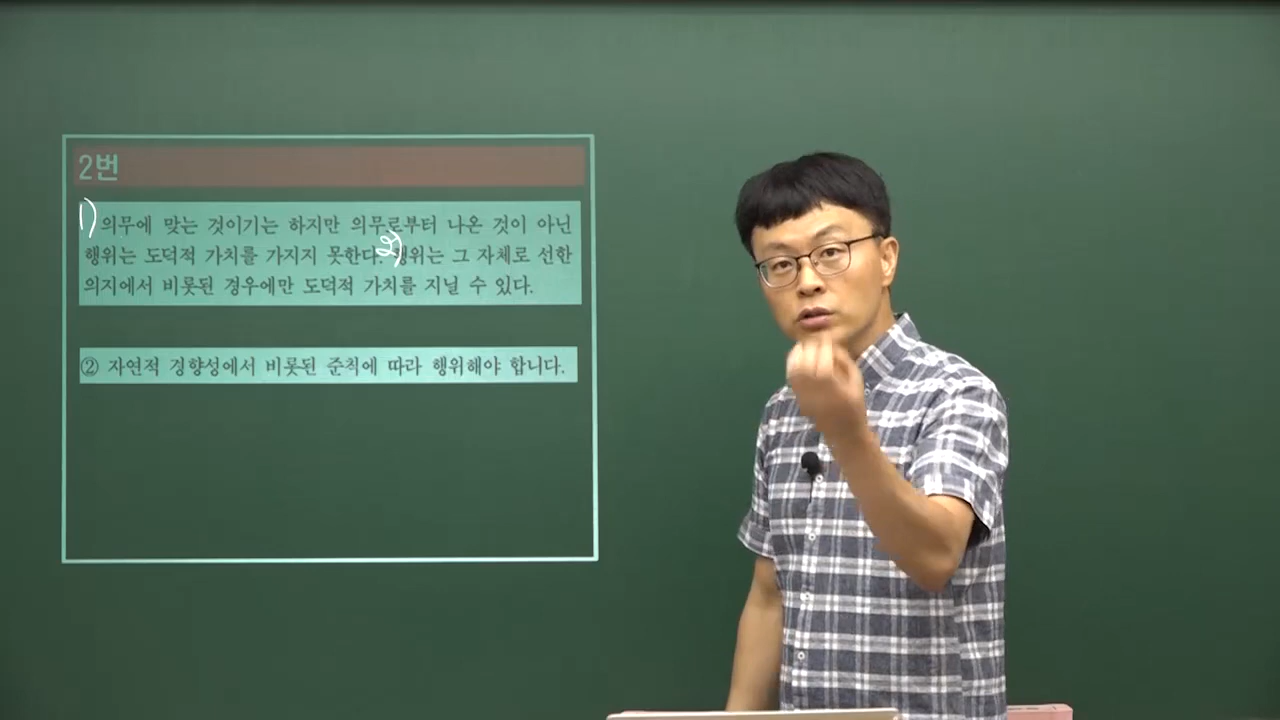 2번
1) 의무에 맞는 것이기는 하지만 의무로부터 나온 것이 아닌
행위는 도덕적 가치를 가지지 못한다. 2) 행위는 그 자체로 선한
의지에서 비롯된 경우에만 도덕적 가치를 지닐 수 있다.
② 자연적 경향성에서 비롯된 준칙에 따라 행위해야 합니다.